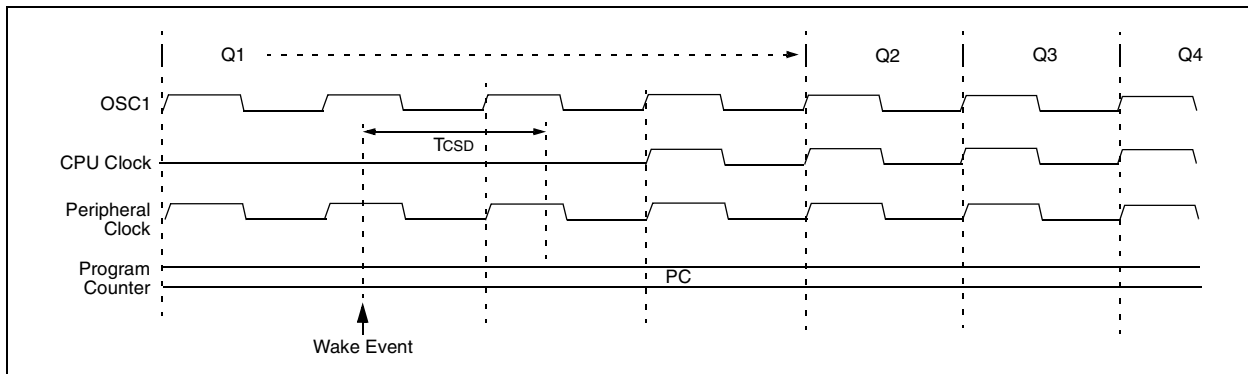 Q1
Q2
Q3
Q4
OSC1
TCSD
CPU Clock
Peripheral
Clock
Program
Counter
PC
Wake Event